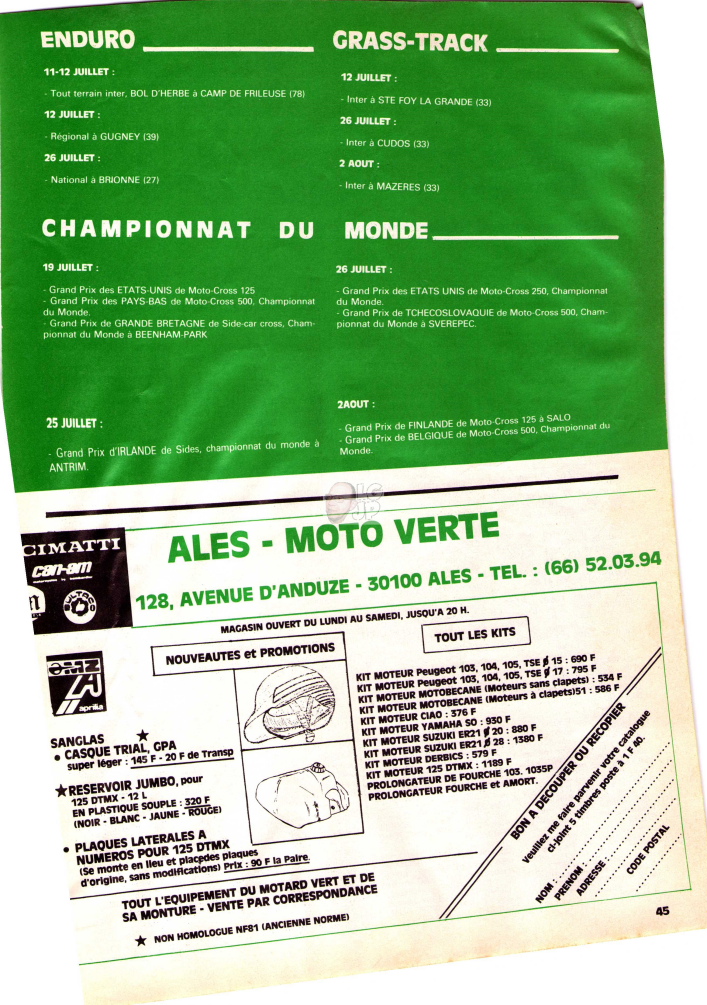 ENDURO
11-12 JUILLET :
- Tout terrain inter, BOL D'HERBE à CAMP DE FRILEUSE (78)
12 JUILLET :
- Régional à GUGNEY (39)
26 JUILLET :
- National à BRIONNE (27)
GRASS-TRACK
12 JUILLET :
- Inter à STE FOY LA GRANDE (33)
26 JUILLET :
- Inter à CUDOS (33)
2 AOUT :
- Inter à MAZERES (33)
CHAMPIONNAT DU MONDE
19 JUILLET :
- Grand Prix des ETATS-UNIS de Moto-Cross 125
- Grand Prix des PAYS-BAS de Moto-Cross 500, Championnat
du Monde.
- Grand Prix de GRANDE BRETAGNE de Side-car cross, Cham-
pionnat du Monde à BEENHAM-PARK
25 JUILLET :
- Grand Prix d'IRLANDE de Sides, championnat du monde à
ANTRIM.
26 JUILLET :
- Grand Prix des ETATS UNIS de Moto-Cross 250, Championnat
du Monde.
- Grand Prix de TCHECOSLOVAQUIE de Moto-Cross 500, Cham-
pionnat du Monde à SVEREPEC.
2AOUT :
- Grand Prix de FINLANDE de Moto-Cross 125 à SALO
- Grand Prix de BELGIQUE de Moto-Cross 500, Championnat du
Monde.
CIMATTI
can-am
BULTACO
ALES - MOTO VERTE
128, AVENUE D'ANDUZE - 30100 ALES - TEL. : (66) 52.03.94
MAGASIN OUVERT DU LUNDI AU SAMEDI, JUSQU'A 20 H.
aprilia
NOUVEAUTES et PROMOTIONS
SANGLAS ★
• CASQUE TRIAL, GPA
super léger : 145 F - 20 F de Transp
★ RESERVOIR JUMBO, pour
125 DTMX - 12 L
EN PLASTIQUE SOUPLE : 320 F
(NOIR - BLANC - JAUNE - ROUGE)
• PLAQUES LATERALES A
NUMEROS POUR 125 DTMX
(Se monte en lieu et placedes plaques
d'origine, sans modifications) Prix : 90 F la Paire.
TOUT LES KITS
KIT MOTEUR Peugeot 103, 104, 105, TSE ø 15 : 690 F
KIT MOTEUR Peugeot 103, 104, 105, TSE ø 17 : 795 F
KIT MOTEUR MOTOBECANE (Moteurs sans clapets) : 534 F
KIT MOTEUR MOTOBECANE (Moteurs à clapets)51 : 586 F
KIT MOTEUR CIAO : 376 F
KIT MOTEUR YAMAHA SO : 930 F
KIT MOTEUR SUZUKI ER21 ø 20 : 880 F
KIT MOTEUR SUZUKI ER21 ø 28 : 1380 F
KIT MOTEUR DERBICS : 579 F
KIT MOTEUR 125 DTMX : 1189 F
PROLONGATEUR DE FOURCHE 103. 1035P
PROLONGATEUR FOURCHE et AMORT.
BON A DECOUPER OU RECOPIER
Veuillez me faire parvenir votre catalogue
ci-joint 5 timbres poste à 1 F 40.
NOM :
PRENOM :
ADRESSE
CODE POSTAL
TOUT L'EQUIPEMENT DU MOTARD VERT ET DE
SA MONTURE - VENTE PAR CORRESPONDANCE
★ NON HOMOLOGUE NF81 (ANCIENNE NORME)
45